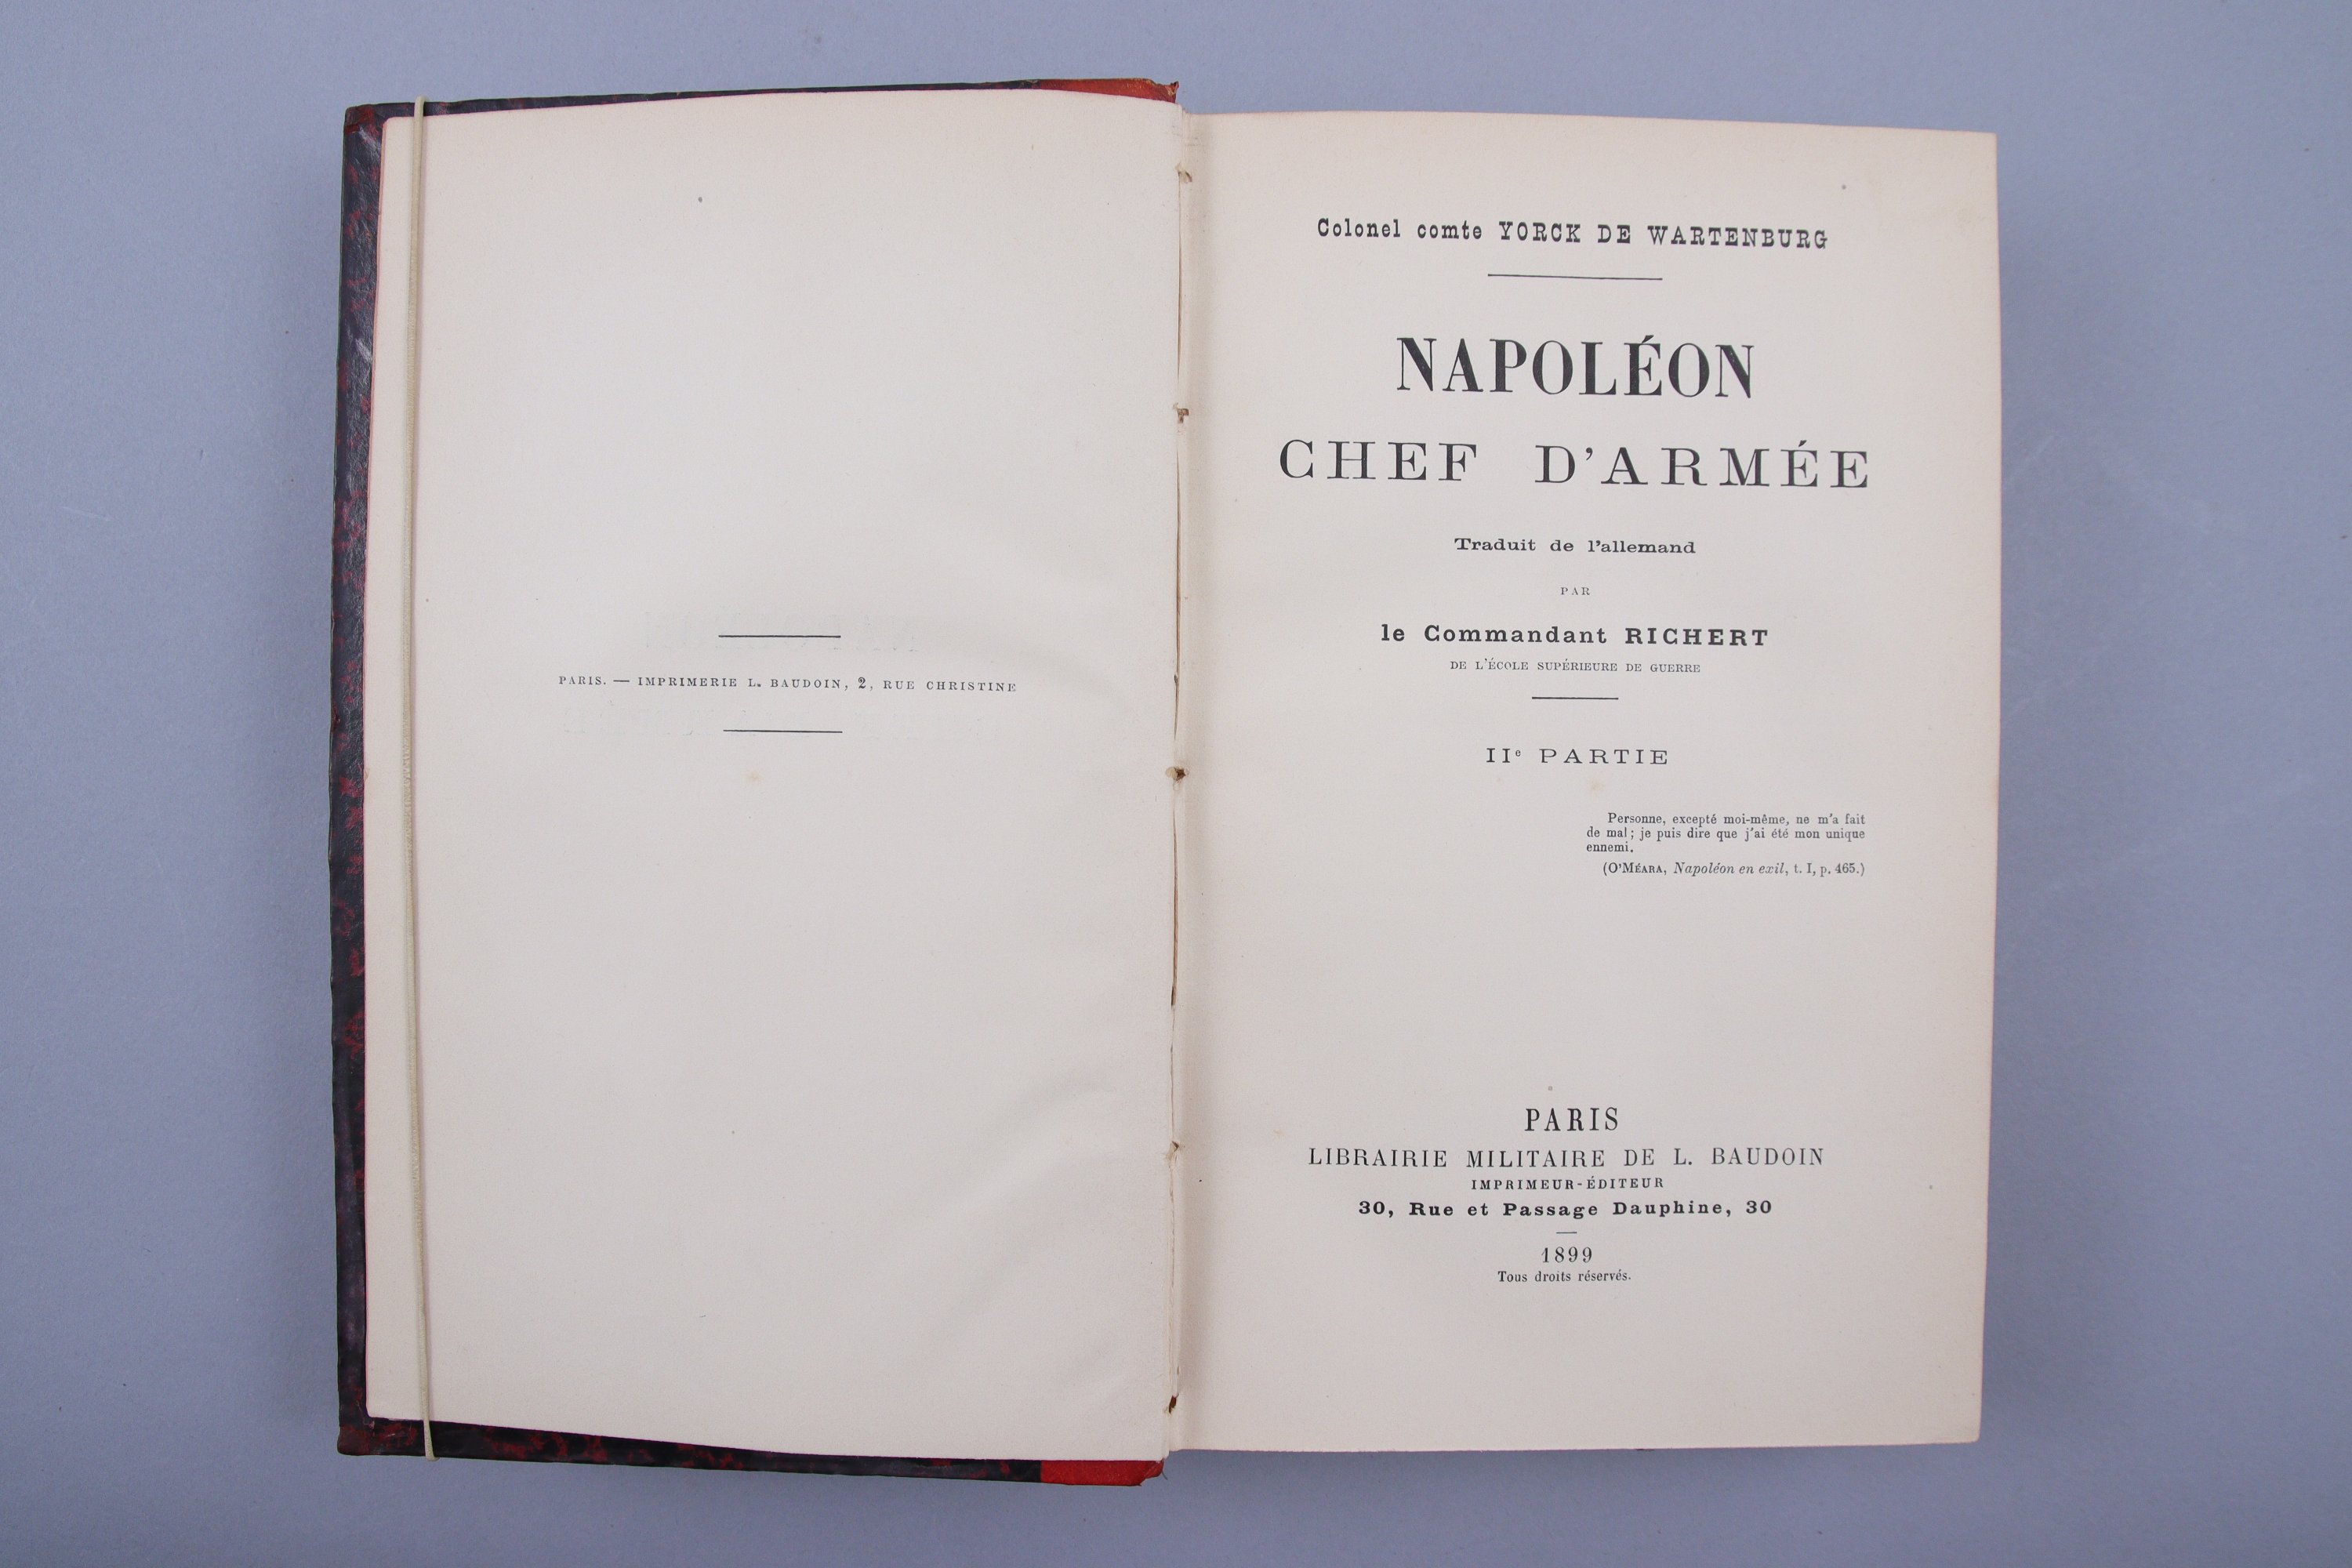 PARIS. — IMPRIMERIE L. BAUDOIN, 2, RUE CHRISTINE
Colonel comte YORCK DE WARTENBURG
NAPOLÉON
CHEF D'ARMÉE
Traduit de l'allemand
PAR
le Commandant RICHERT
DE L'ÉCOLE SUPÉRIEURE DE GUERRE
IIe PARTIE
Personne, excepté moi-même, ne m'a fait
de mal; je puis dire que j'ai été mon unique
ennemi.
(O'MÉARA, Napoléon en exil, t. I, p. 465.)
PARIS
LIBRAIRIE MILITAIRE DE L. BAUDOIN
IMPRIMEUR-ÉDITEUR
30, Rue et Passage Dauphine, 30
1899
Tous droits réservés.